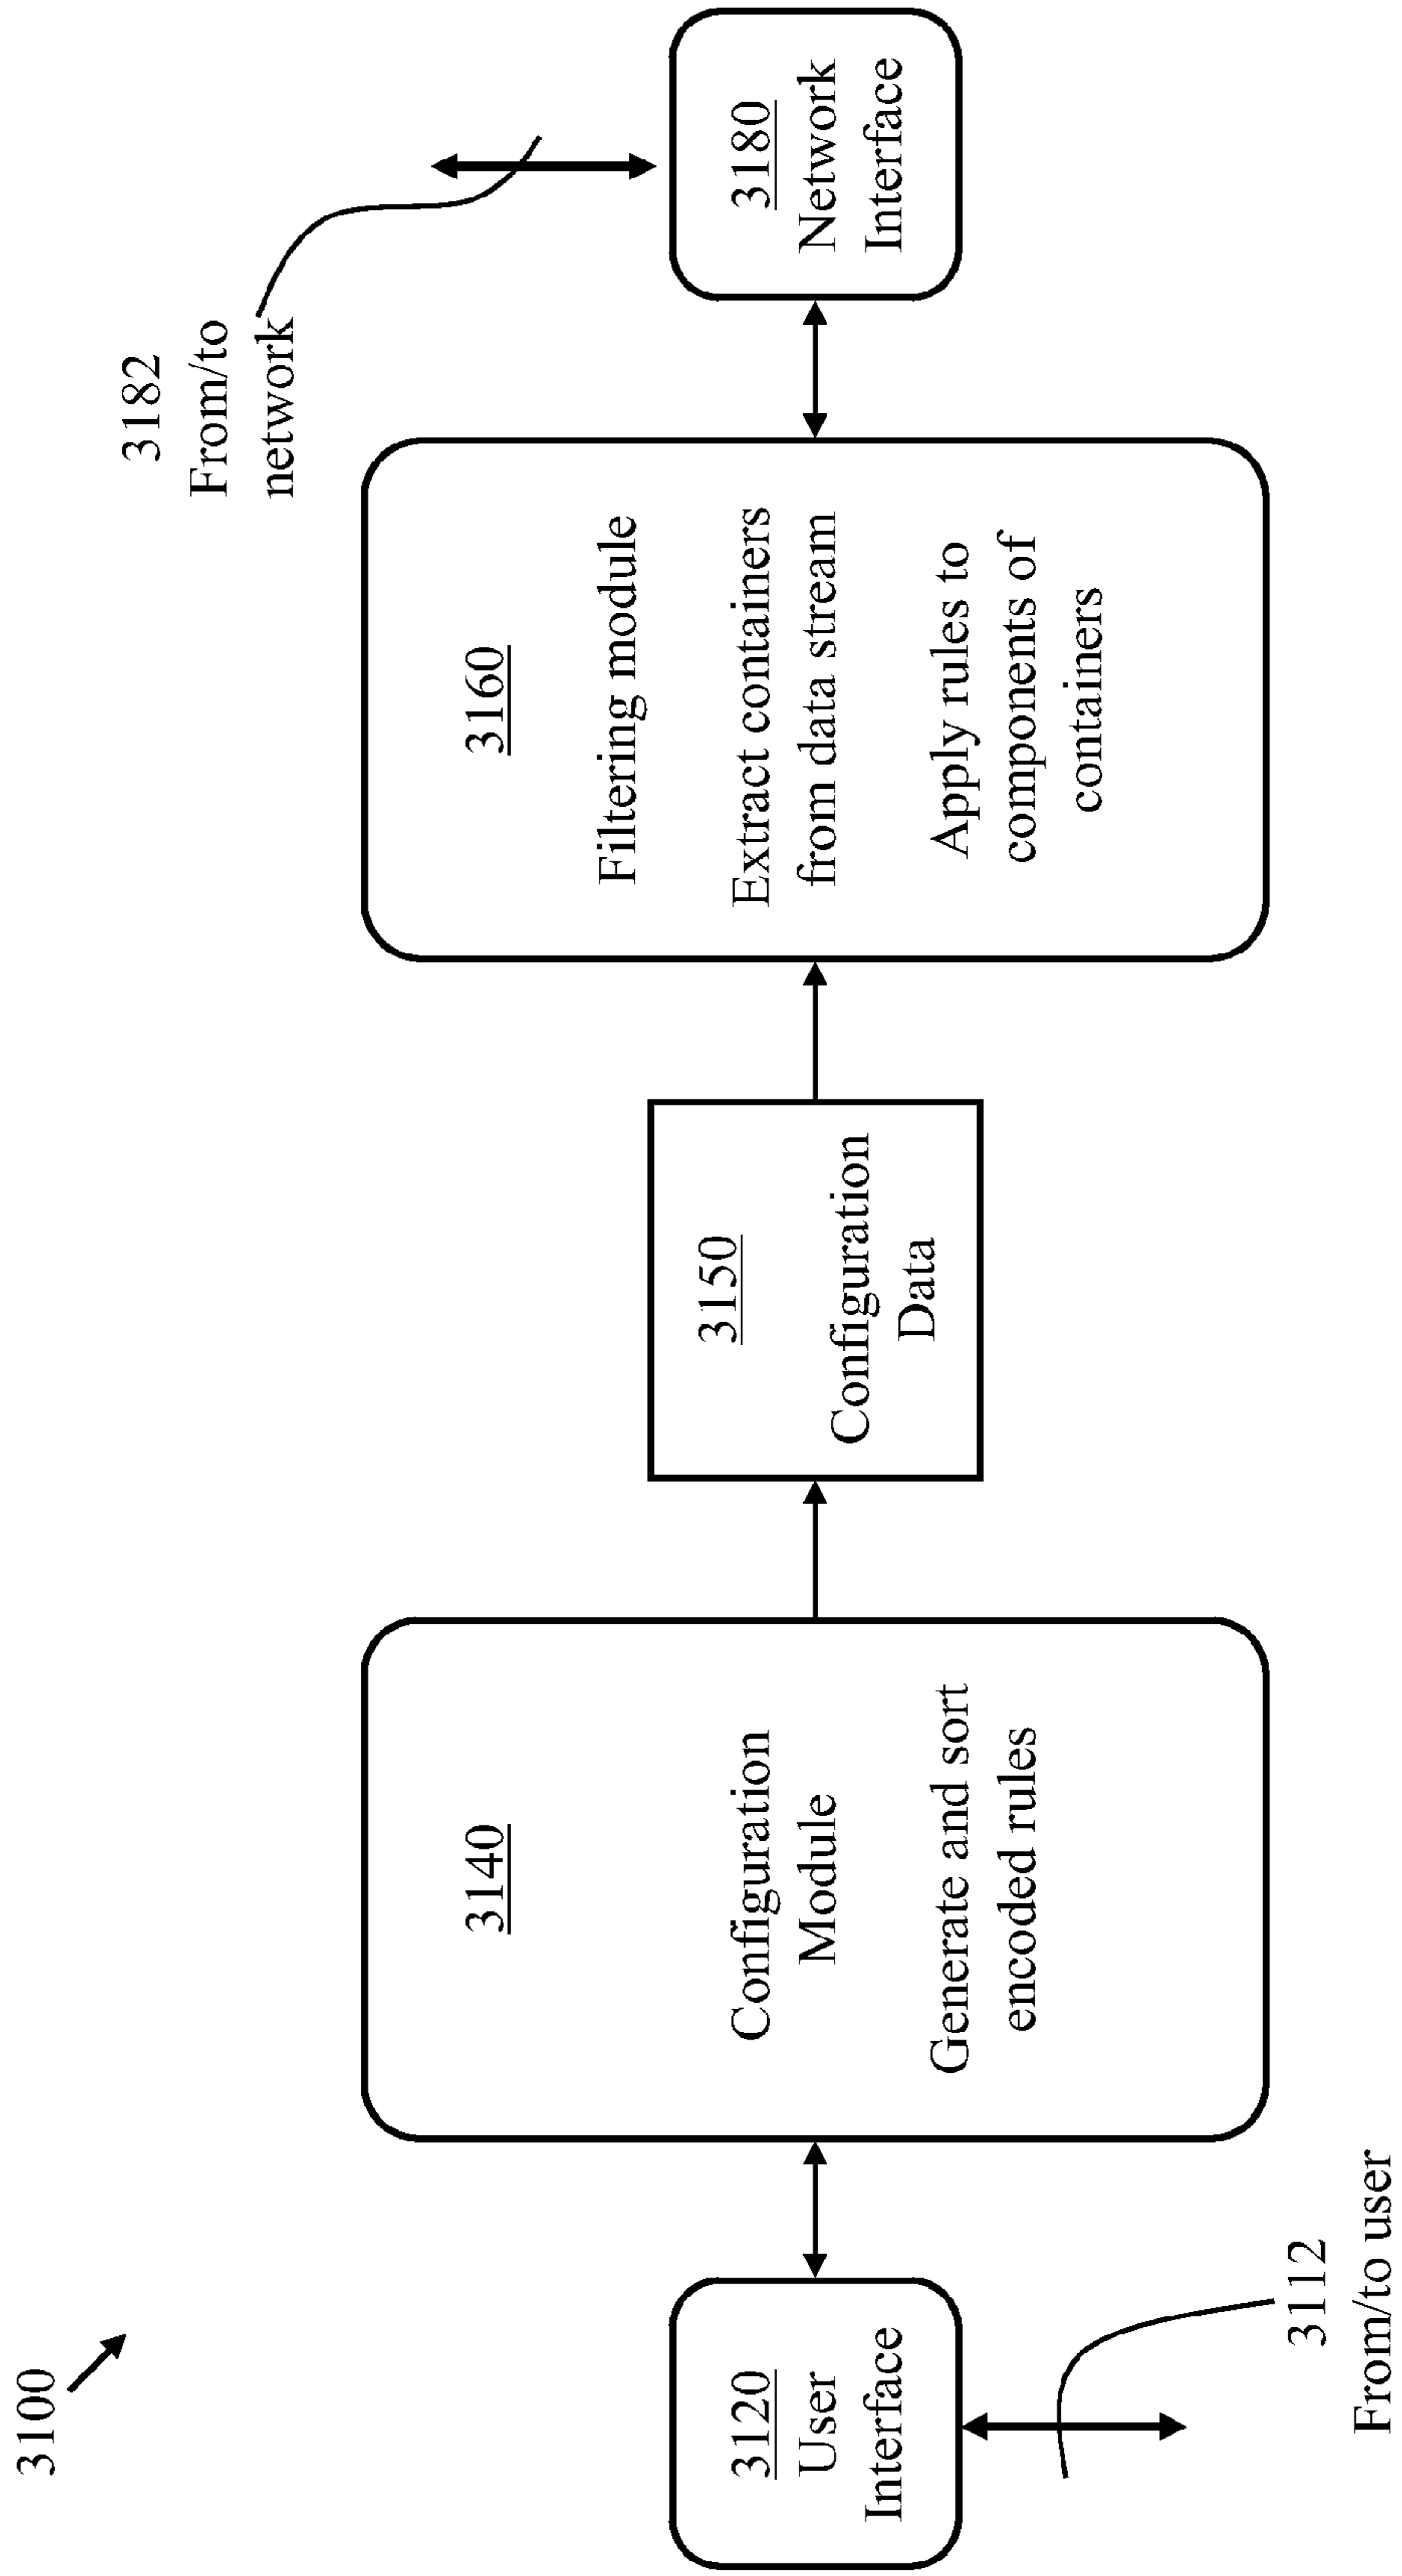 3100
3182
From/to
network
3120
User
Interface
3140
Configuration
Module
Generate and sort
encoded rules
3150
Configuration
Data
3160
Filtering module
Extract containers
from data stream
Apply rules to
components of
containers
3180
Network
Interface
3112
From/to user